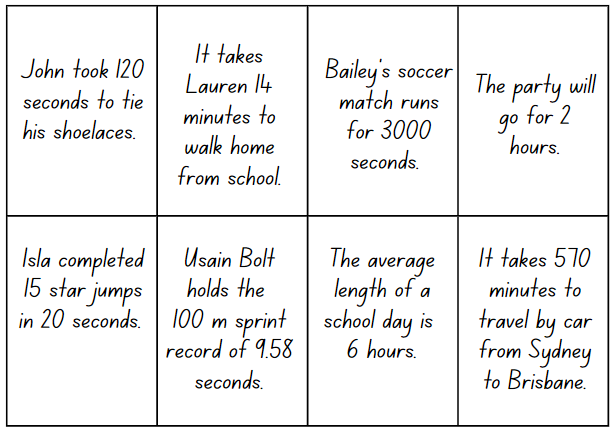 John took 120
seconds to tie
his shoelaces.
It takes
Lauren 14
minutes to
walk home
from school.
Bailey's soccer
match runs
for 3000
seconds.
The party will
go for 2
hours.
Isla completed
15 star jumps
in 20 seconds.
Usain Bolt
holds the
100 m sprint
record of 9.58
seconds.
The average
length of a
school day is
6 hours.
It takes 570
minutes to
travel by car
from Sydney
to Brisbane.